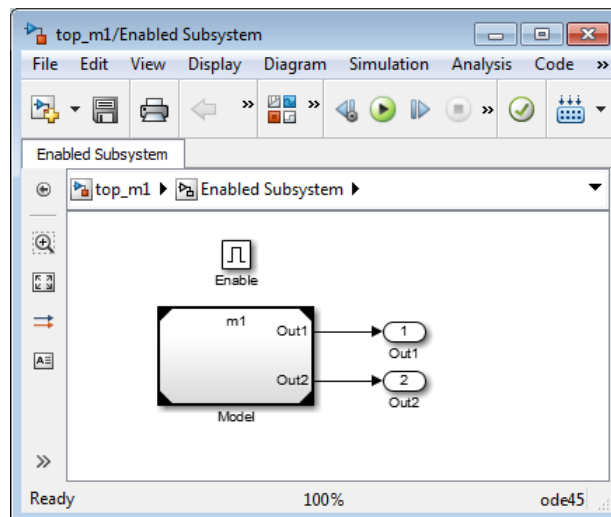 top_m1/Enabled Subsystem
File Edit View Display Diagram Simulation Analysis Code »
» » »
Enabled Subsystem
top_m1 Enabled Subsystem
Enable
m1
Out1
1
Out1
Out2
2
Out2
Model
»
Ready 100% ode45